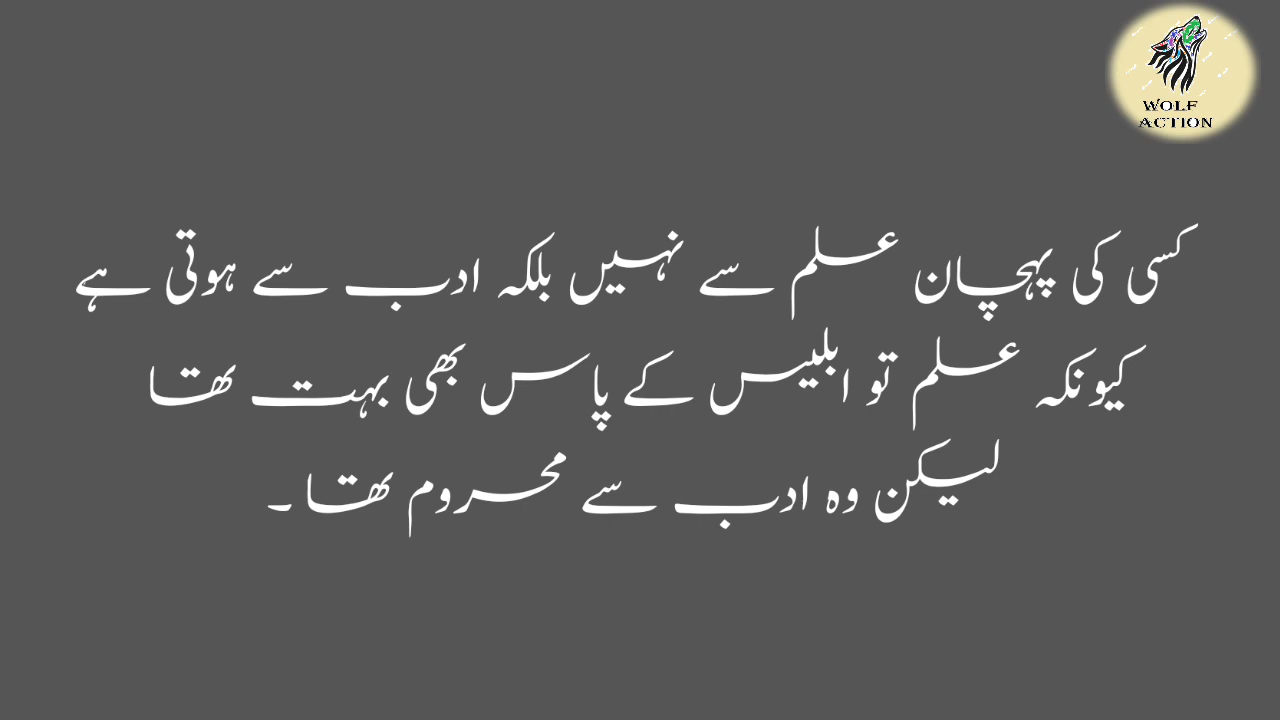 WOLF
ACTION
کسی کی پہچان علم سے نہیں بلکہ ادب سے ہوتی ہے
کیونکہ علم تو ابلیس کے پاس بھی بہت تھا
لیکن وہ ادب سے محروم تھا۔